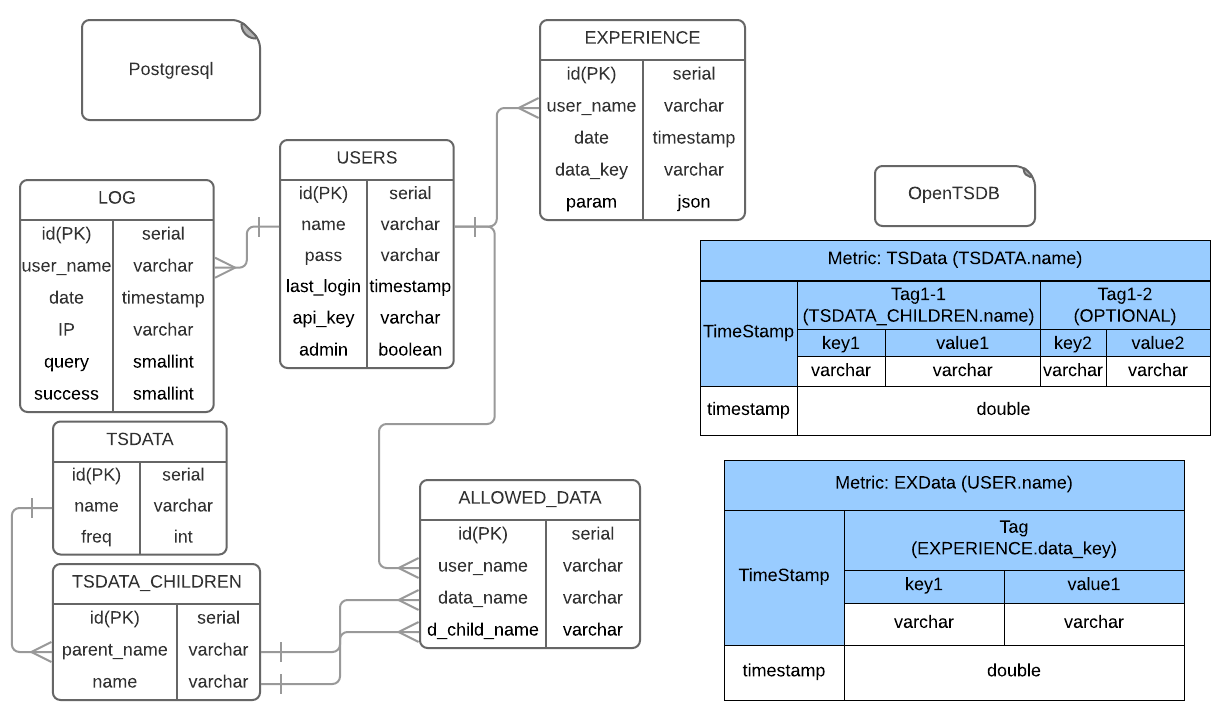 Postgresql
EXPERIENCE
id(PK) serial
user_name varchar
date timestamp
data_key varchar
param json
USERS
id(PK) serial
name varchar
pass varchar
last_login timestamp
api_key varchar
admin boolean
LOG
id(PK) serial
user_name varchar
date timestamp
IP varchar
query smallint
success smallint
TSDATA
id(PK) serial
name varchar
freq int
TSDATA_CHILDREN
id(PK) serial
parent_name varchar
name varchar
ALLOWED_DATA
id(PK) serial
user_name varchar
data_name varchar
d_child_name varchar
OpenTSDB
Metric: TSData (TSDATA.name)
TimeStamp
Tag1-1
(TSDATA_CHILDREN.name)
Tag1-2
(OPTIONAL)
key1 value1 key2 value2
varchar varchar varchar varchar
timestamp double
Metric: EXData (USER.name)
TimeStamp
Tag
(EXPERIENCE.data_key)
key1 value1
varchar varchar
timestamp double